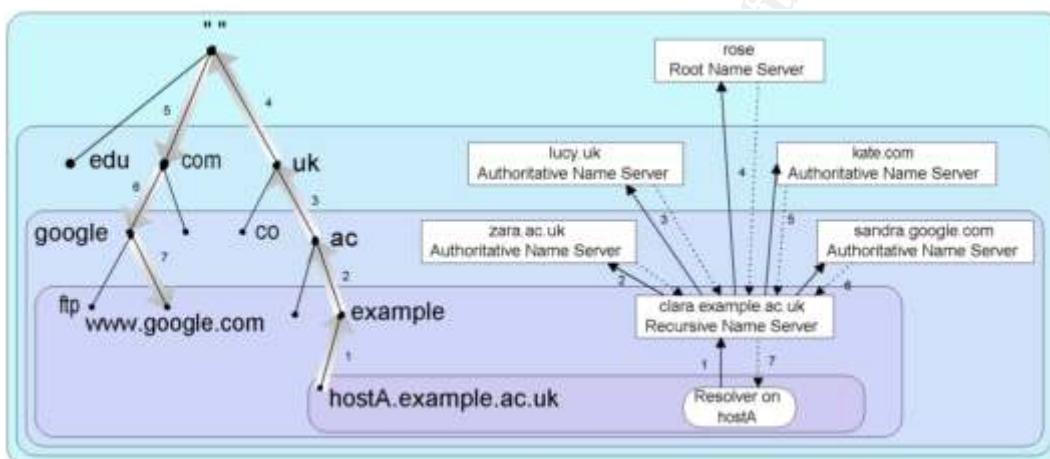 " "
rose
Root Name Server
4
5
edu
com
uk
lucy.uk
Authoritative Name Server
kate.com
Authoritative Name Server
6
3
4
3
5
google
co
ac
zara.ac.uk
Authoritative Name Server
sandra.google.com
Authoritative Name Server
7
2
2
6
ftp
www.google.com
example
clara.example.ac.uk
Recursive Name Server
1
1
7
hostA.example.ac.uk
Resolver on
hostA